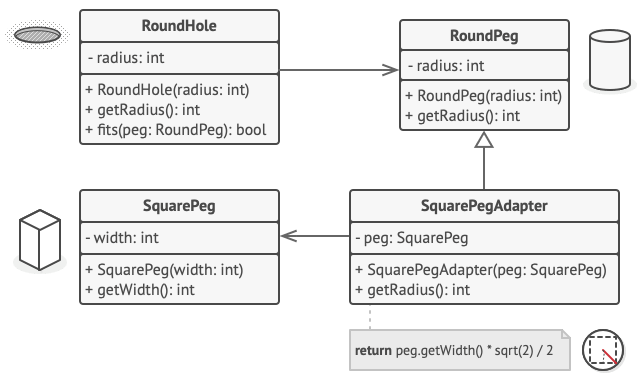 RoundHole
- radius: int
+ RoundHole(radius: int)
+ getRadius(): int
+ fits(peg: RoundPeg): bool
RoundPeg
- radius: int
+ RoundPeg(radius: int)
+ getRadius(): int
SquarePeg
- width: int
+ SquarePeg(width: int)
+ getWidth(): int
SquarePegAdapter
- peg: SquarePeg
+ SquarePegAdapter(peg: SquarePeg)
+ getRadius(): int
return peg.getWidth() * sqrt(2) / 2